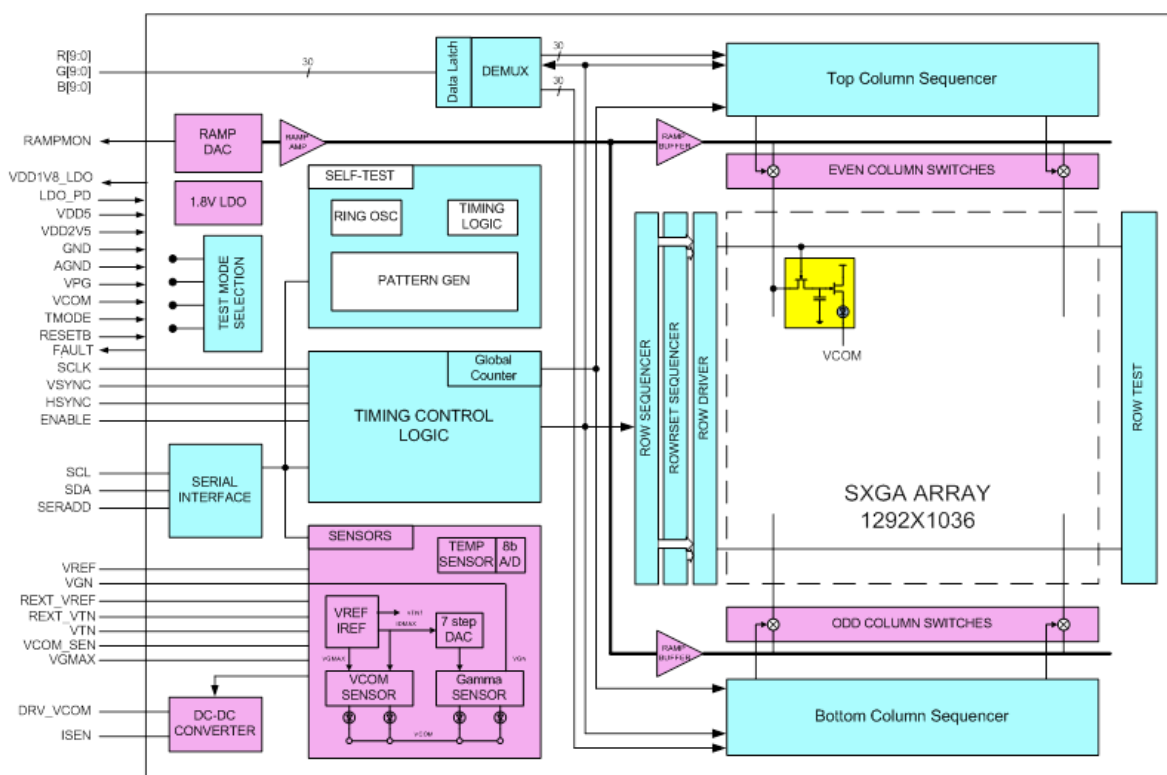 R[9:0]
G[9:0]
B[9:0]
30
Data Latch
DEMUX
30
30
Top Column Sequencer
RAMPMON
RAMP
DAC
RAMP
AMP
RAMP
BUFFER
EVEN COLUMN SWITCHES
VDD1V8_LDO
LDO_PD
VDD5
VDD2V5
GND
AGND
VPG
VCOM
TMODE
RESETB
FAULT
SCLK
VSYNC
HSYNC
ENABLE
1.8V LDO
TEST MODE
SELECTION
SELF-TEST
RING OSC
TIMING
LOGIC
PATTERN GEN
Global
Counter
TIMING CONTROL
LOGIC
ROW SEQUENCER
ROWRSET SEQUENCER
ROW DRIVER
VCOM
SXGA ARRAY
1292X1036
ROW TEST
SCL
SDA
SERADD
SERIAL
INTERFACE
SENSORS
TEMP
SENSOR
8b
A/D
VREF
VGN
REXT_VREF
REXT_VTN
VTN
VCOM_SEN
VGMAX
VREF
IREF
IDMAX
7 step
DAC
VGMAX
VGN
VCOM
SENSOR
Gamma
SENSOR
VCOM
ODD COLUMN SWITCHES
RAMP
BUFFER
Bottom Column Sequencer
DRV_VCOM
ISEN
DC-DC
CONVERTER